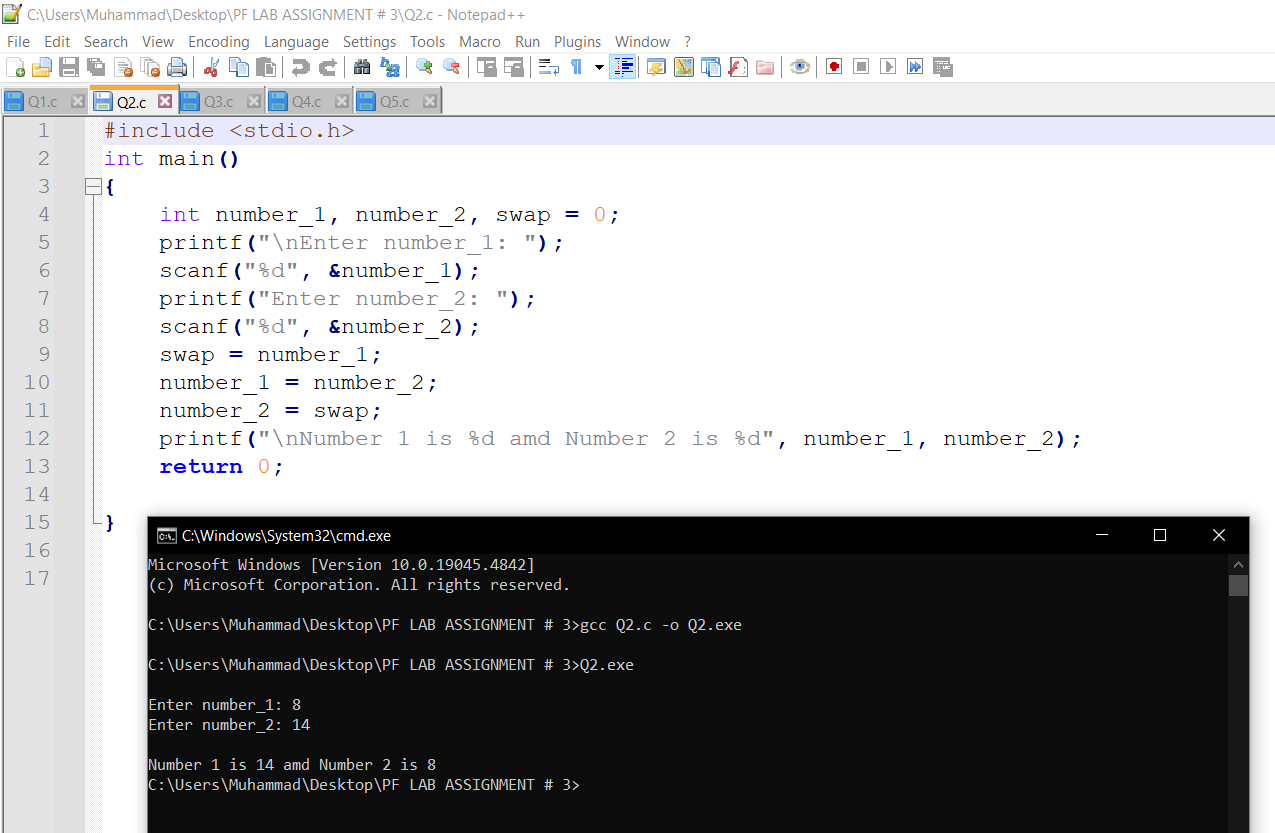 C:\Users\Muhammad\Desktop\PF LAB ASSIGNMENT # 3\Q2.c - Notepad++
File Edit Search View Encoding Language Settings Tools Macro Run Plugins Window ?
Q1.c Q2.c Q3.c Q4.c Q5.c
1 #include <stdio.h>
2 int main()
3 {
4 int number_1, number_2, swap = 0;
5 printf("\nEnter number_1: ");
6 scanf("%d", &number_1);
7 printf("Enter number_2: ");
8 scanf("%d", &number_2);
9 swap = number_1;
10 number_1 = number_2;
11 number_2 = swap;
12 printf("\nNumber 1 is %d amd Number 2 is %d", number_1, number_2);
13 return 0;
14
15 }
16
17
C:\Windows\System32\cmd.exe
Microsoft Windows [Version 10.0.19045.4842]
(c) Microsoft Corporation. All rights reserved.
C:\Users\Muhammad\Desktop\PF LAB ASSIGNMENT # 3>gcc Q2.c -o Q2.exe
C:\Users\Muhammad\Desktop\PF LAB ASSIGNMENT # 3>Q2.exe
Enter number_1: 8
Enter number_2: 14
Number 1 is 14 amd Number 2 is 8
C:\Users\Muhammad\Desktop\PF LAB ASSIGNMENT # 3>